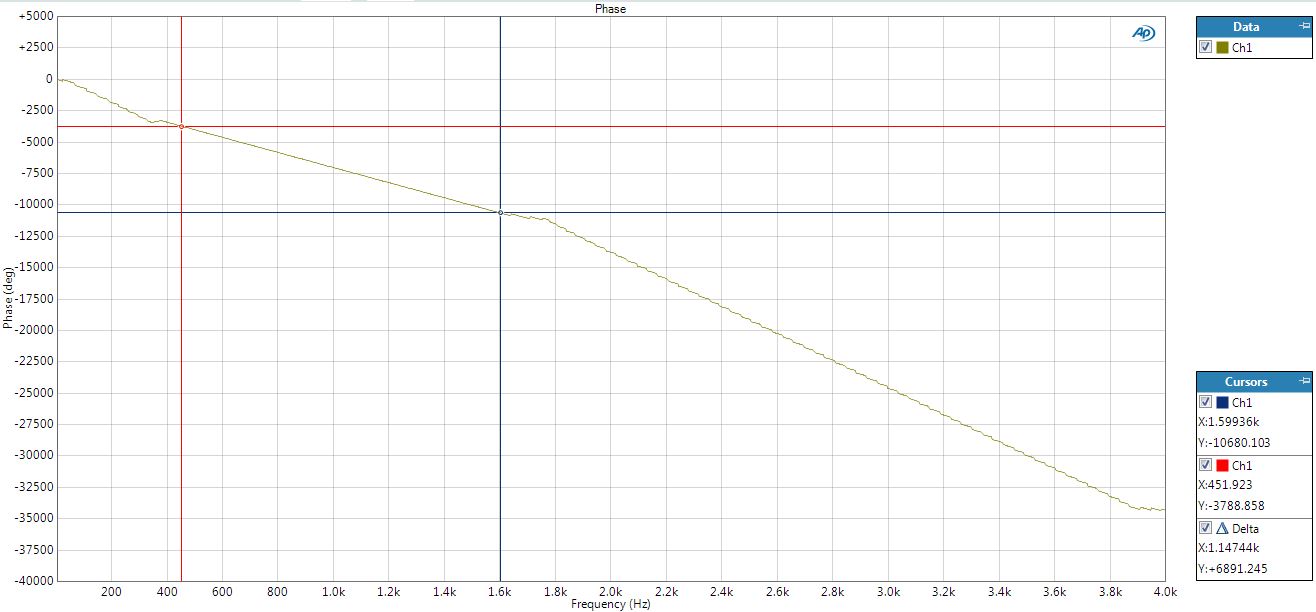 Phase
+5000
+2500
0
-2500
-5000
-7500
-10000
-12500
-15000
-17500
-20000
-22500
-25000
-27500
-30000
-32500
-35000
-37500
-40000
Phase (deg)
200 400 600 800 1.0k 1.2k 1.4k 1.6k 1.8k 2.0k 2.2k 2.4k 2.6k 2.8k 3.0k 3.2k 3.4k 3.6k 3.8k 4.0k
Frequency (Hz)
AP
Data
Ch1
Cursors
Ch1
X:1.59936k
Y:-10680.103
Ch1
X:451.923
Y:-3788.858
Delta
X:1.14744k
Y:+6891.245